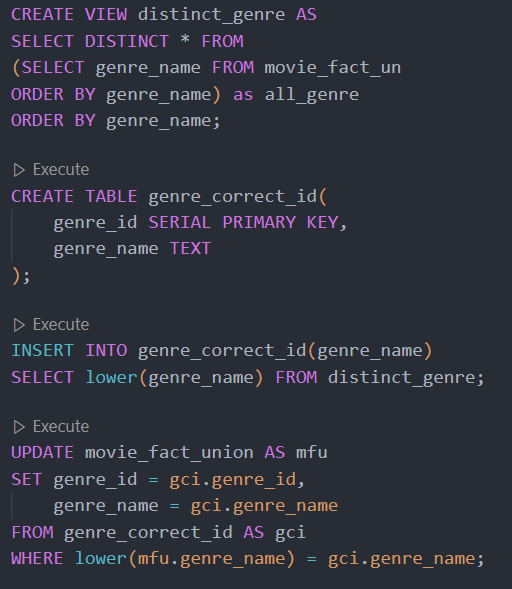 CREATE VIEW distinct_genre AS
SELECT DISTINCT * FROM
(SELECT genre_name FROM movie_fact_un
ORDER BY genre_name) as all_genre
ORDER BY genre_name;
▷ Execute
CREATE TABLE genre_correct_id(
    genre_id SERIAL PRIMARY KEY,
    genre_name TEXT
);
▷ Execute
INSERT INTO genre_correct_id(genre_name)
SELECT lower(genre_name) FROM distinct_genre;
▷ Execute
UPDATE movie_fact_union AS mfu
SET genre_id = gci.genre_id,
    genre_name = gci.genre_name
FROM genre_correct_id AS gci
WHERE lower(mfu.genre_name) = gci.genre_name;